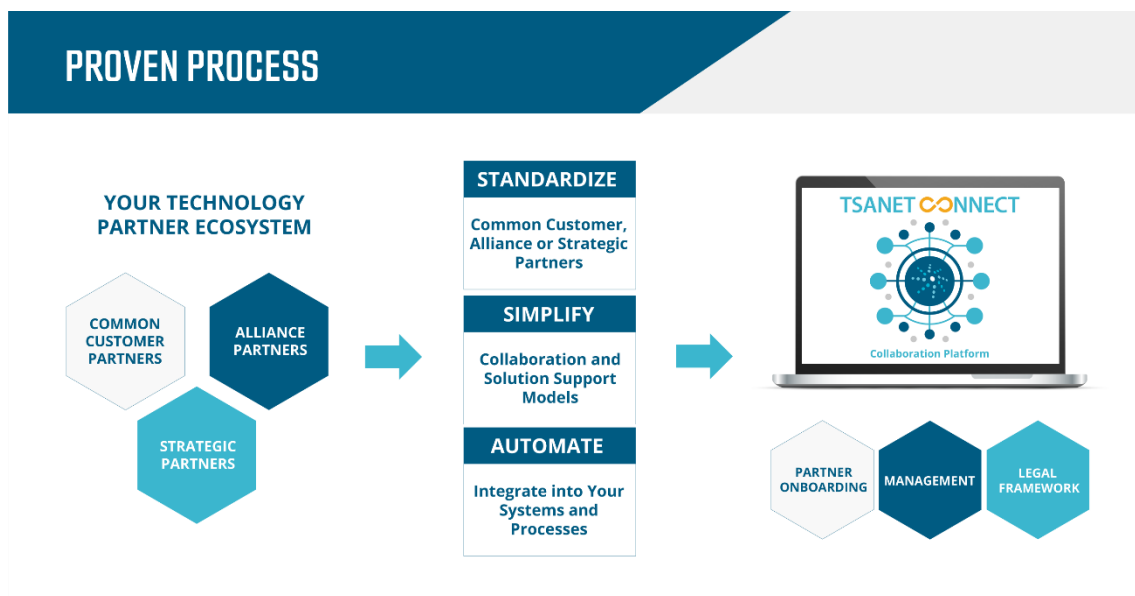 PROVEN PROCESS
YOUR TECHNOLOGY
PARTNER ECOSYSTEM
COMMON
CUSTOMER
PARTNERS
ALLIANCE
PARTNERS
STRATEGIC
PARTNERS
STANDARDIZE
Common Customer,
Alliance or Strategic
Partners
SIMPLIFY
Collaboration and
Solution Support
Models
AUTOMATE
Integrate into Your
Systems and
Processes
TSANET CONNECT
Collaboration Platform
PARTNER
ONBOARDING
MANAGEMENT
LEGAL
FRAMEWORK